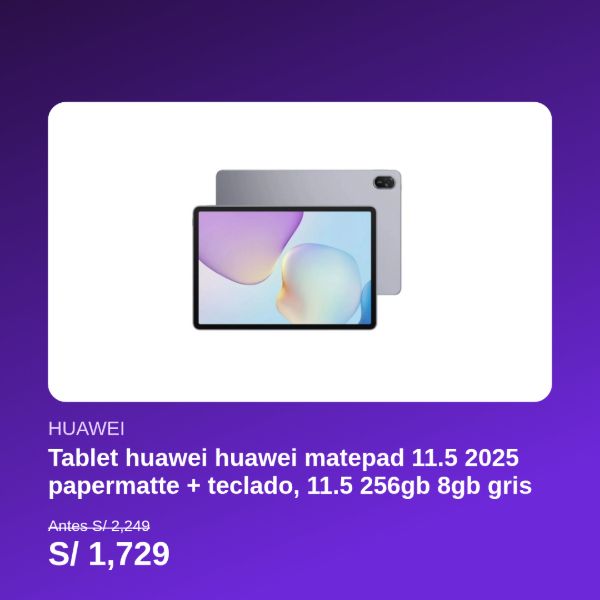 HUAWEI
Tablet huawei huawei matepad 11.5 2025
papermatte + teclado, 11.5 256gb 8gb gris
Antes S/ 2,249
S/ 1,729